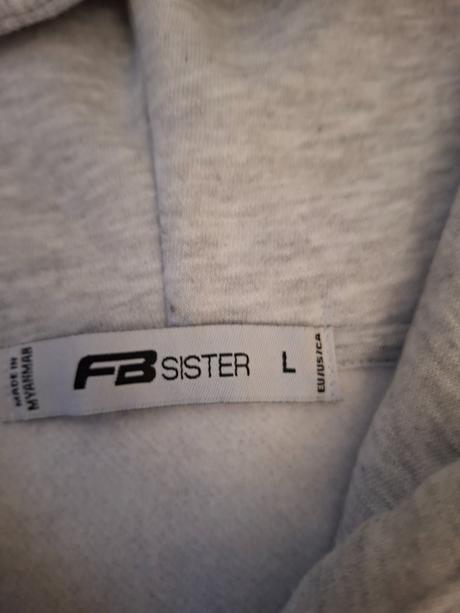 MADE IN
MYANMAR
FB SISTER
L
EU/US/CA